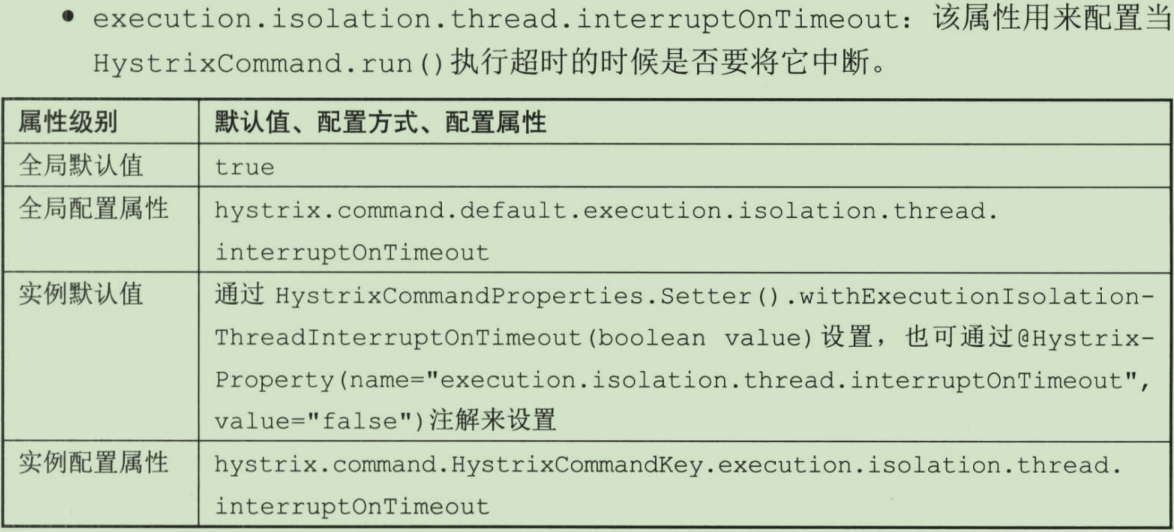 • execution.isolation.thread.interruptOnTimeout: 该属性用来配置当
HystrixCommand.run()执行超时的时候是否要将它中断。
属性级别 默认值、配置方式、配置属性
全局默认值 true
全局配置属性 hystrix.command.default.execution.isolation.thread.
interruptOnTimeout
实例默认值 通过 HystrixCommandProperties.Setter().withExecutionIsolation-
ThreadInterruptOnTimeout(boolean value)设置，也可通过@Hystrix-
Property(name="execution.isolation.thread.interruptOnTimeout",
value="false")注解来设置
实例配置属性 hystrix.command.HystrixCommandKey.execution.isolation.thread.
interruptOnTimeout